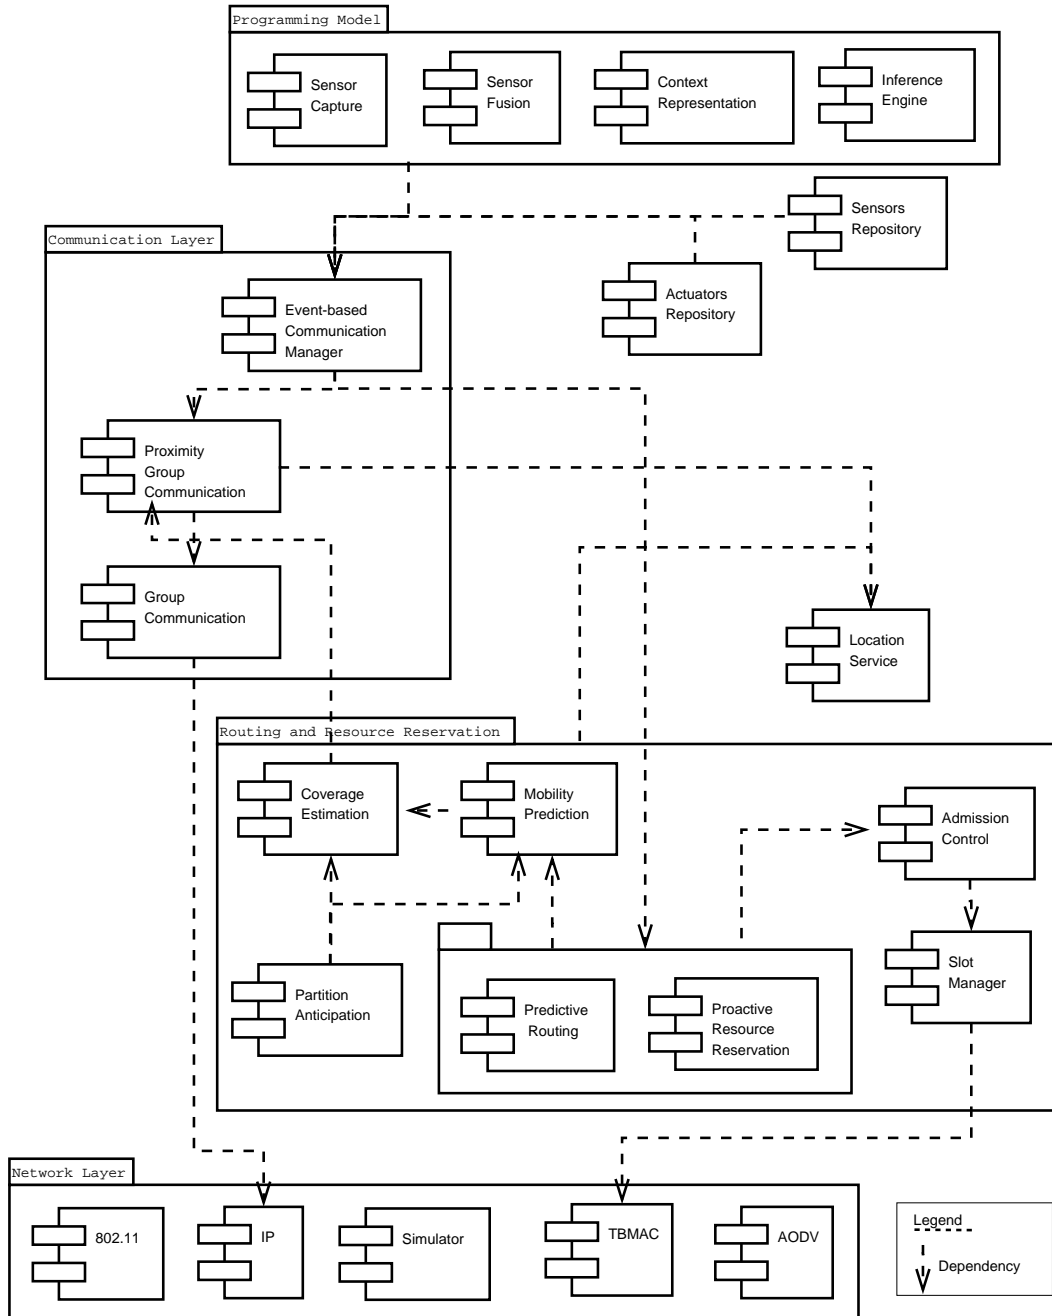 Programming Model
Sensor
Capture
Sensor
Fusion
Context
Representation
Inference
Engine
Sensors
Repository
Communication Layer
Event-based
Communication
Manager
Actuators
Repository
Proximity
Group
Communication
Group
Communication
Location
Service
Routing and Resource Reservation
Coverage
Estimation
Mobility
Prediction
Admission
Control
Partition
Anticipation
Predictive
Routing
Proactive
Resource
Reservation
Slot
Manager
Network Layer
802.11
IP
Simulator
TBMAC
AODV
Legend
Dependency